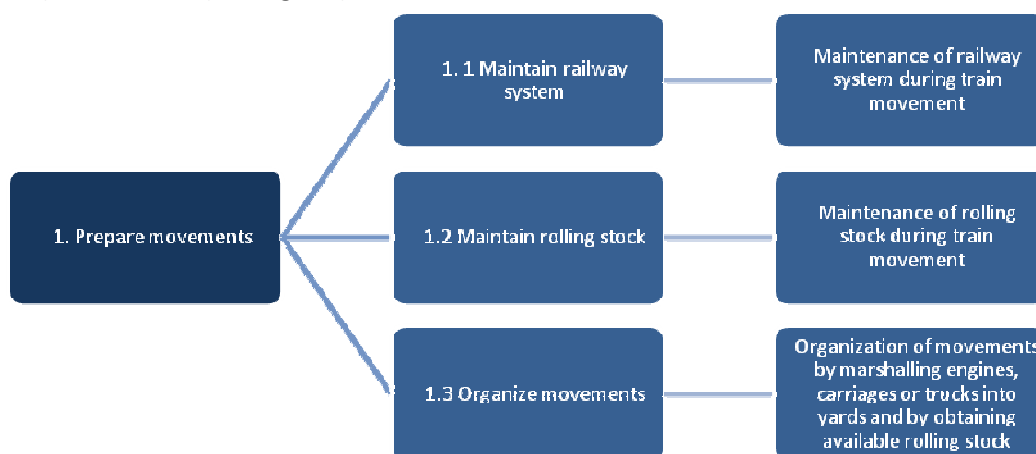 1. 1 Maintain railway
system
Maintenance of railway
system during train
movement
1. Prepare movements
1.2 Maintain rolling stock
Maintenance of rolling
stock during train
movement
1.3 Organize movements
Organization of movements
by marshalling engines,
carriages or trucks into
yards and by obtaining
available rolling stock